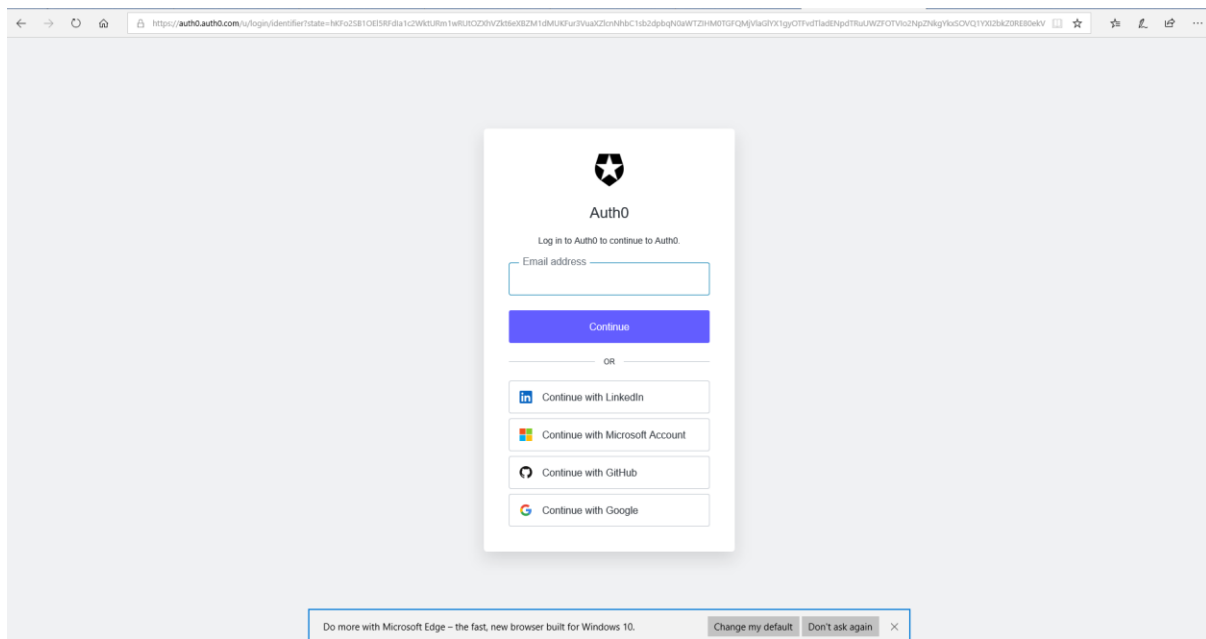 https://auth0.auth0.com/u/login/identifier?state=
Auth0
Log in to Auth0 to continue to Auth0.
Email address
Continue
OR
Continue with LinkedIn
Continue with Microsoft Account
Continue with GitHub
Continue with Google
Do more with Microsoft Edge – the fast, new browser built for Windows 10. Change my default Don't ask again